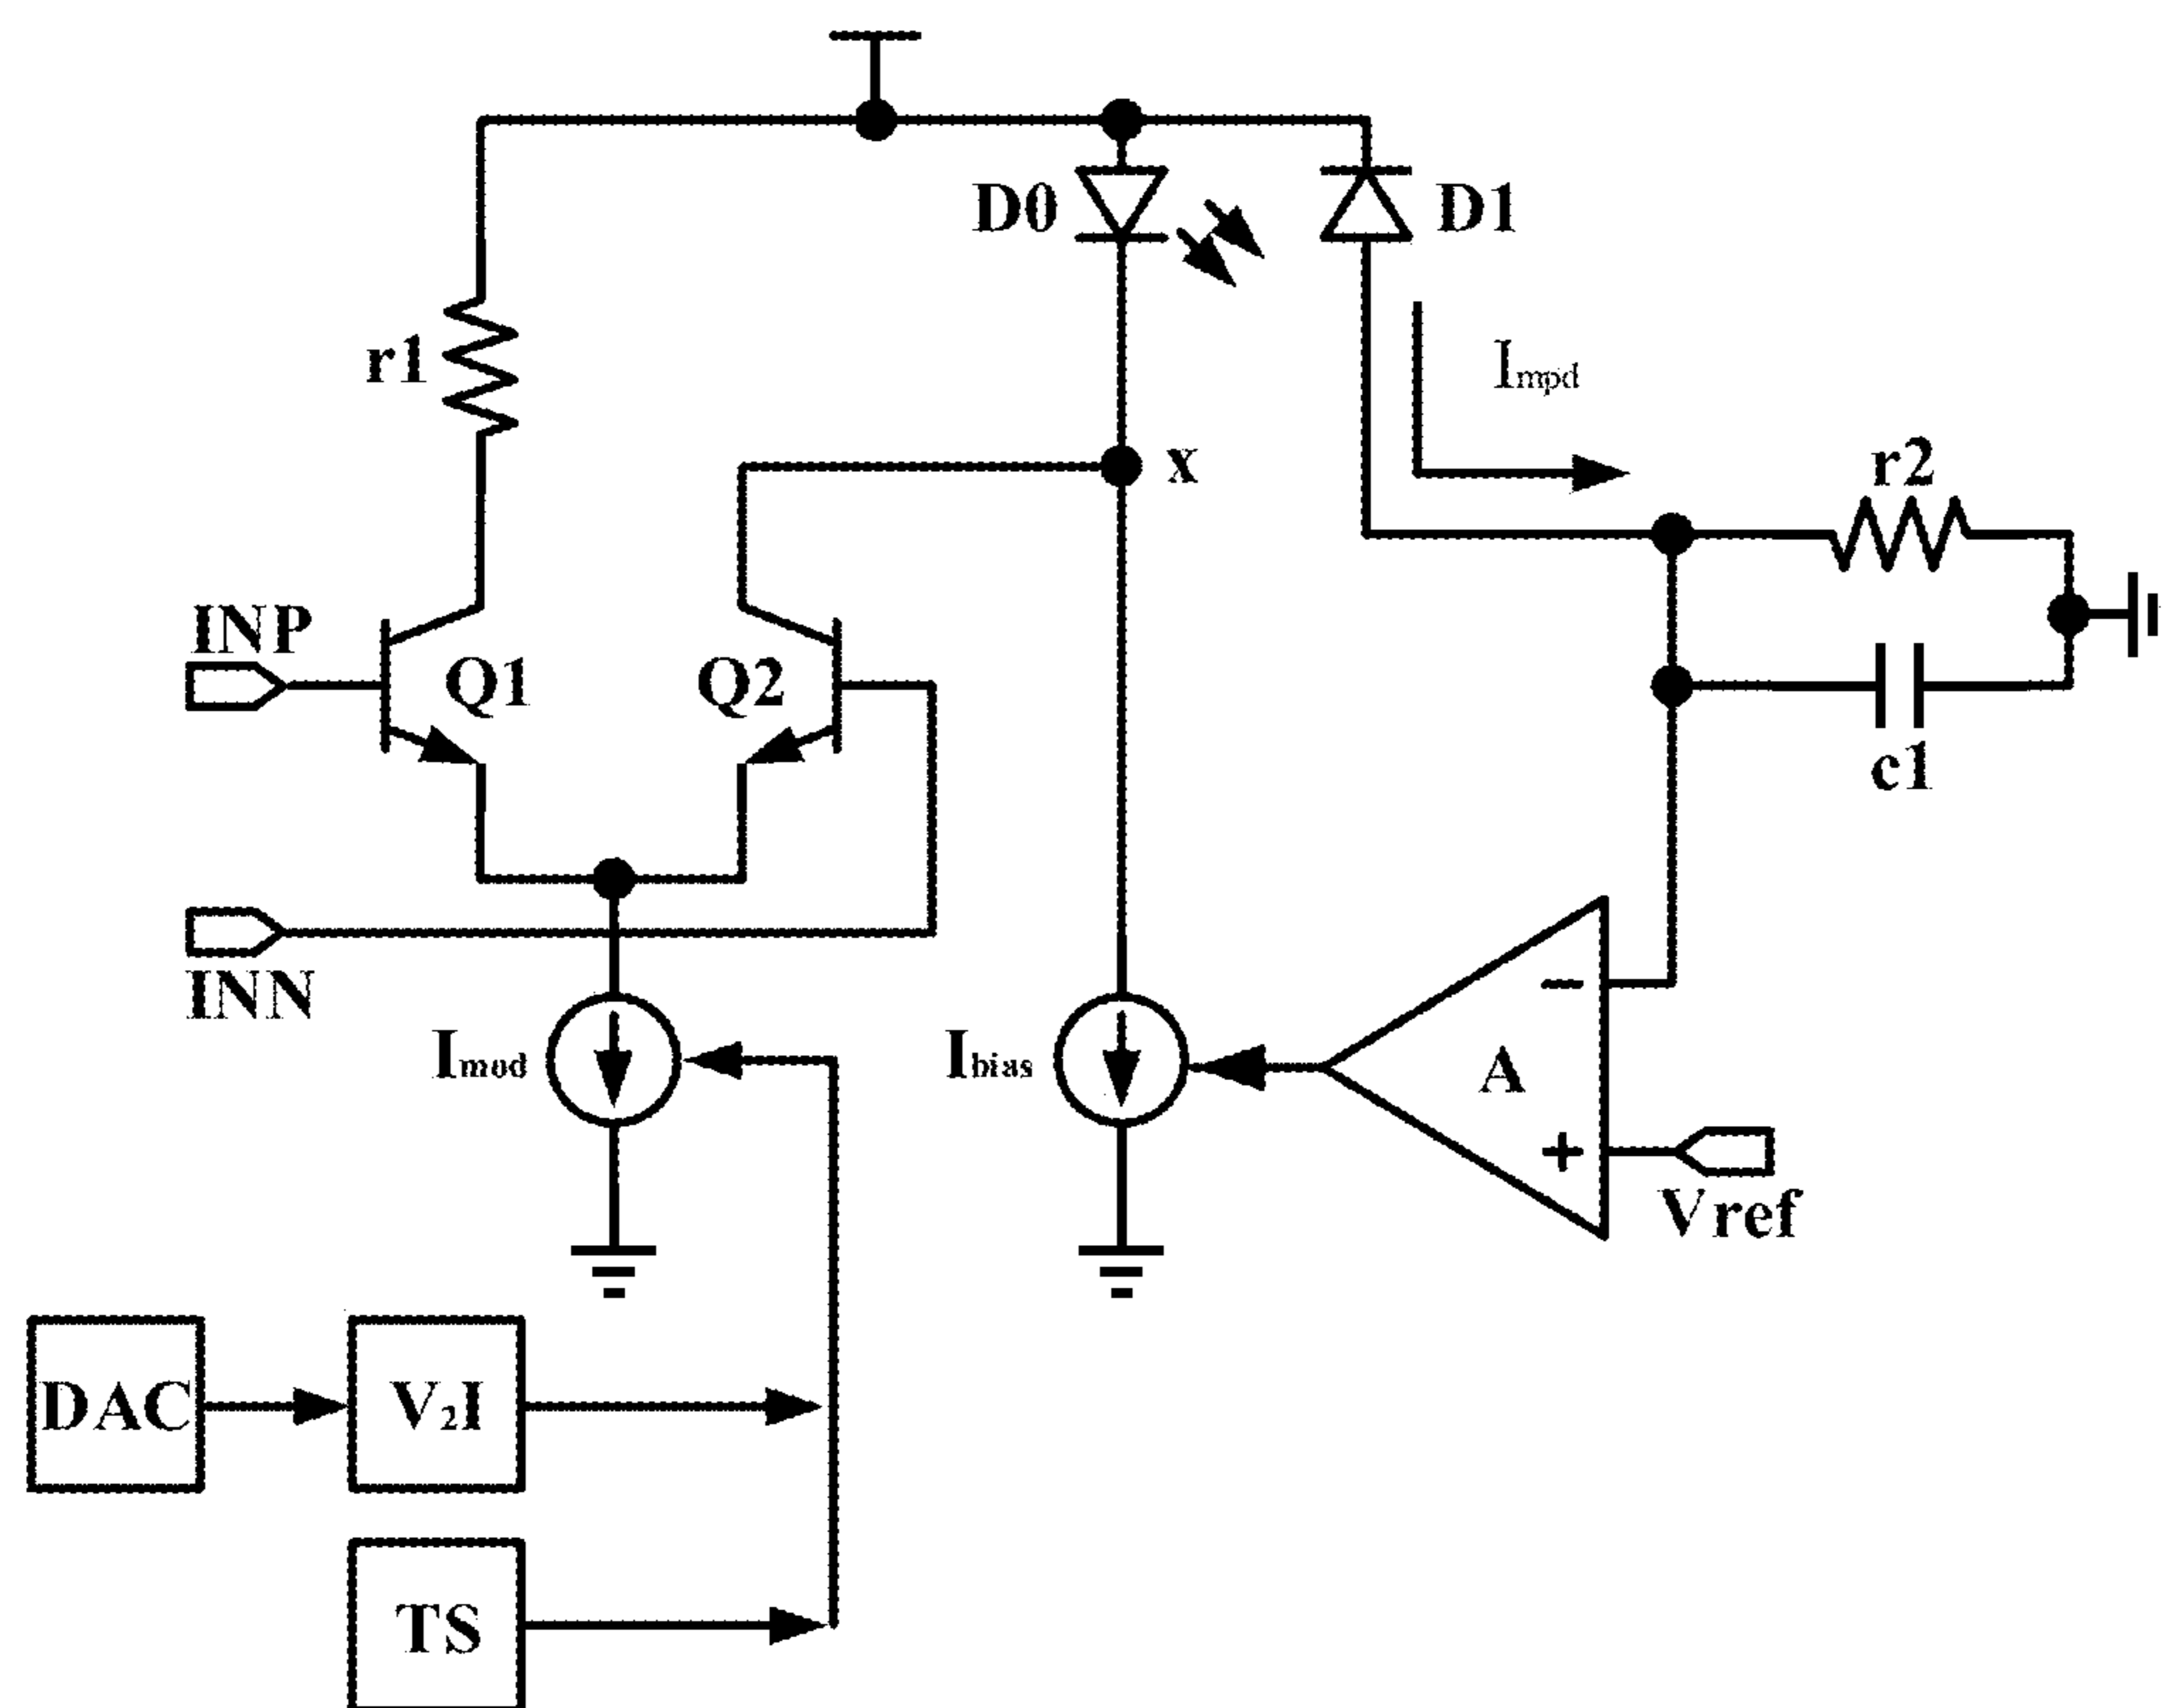 D0
D1
r1
Impd
x
r2
INP
Q1
Q2
c1
INN
Imod
Ibias
A
-
+
Vref
DAC
V2I
TS